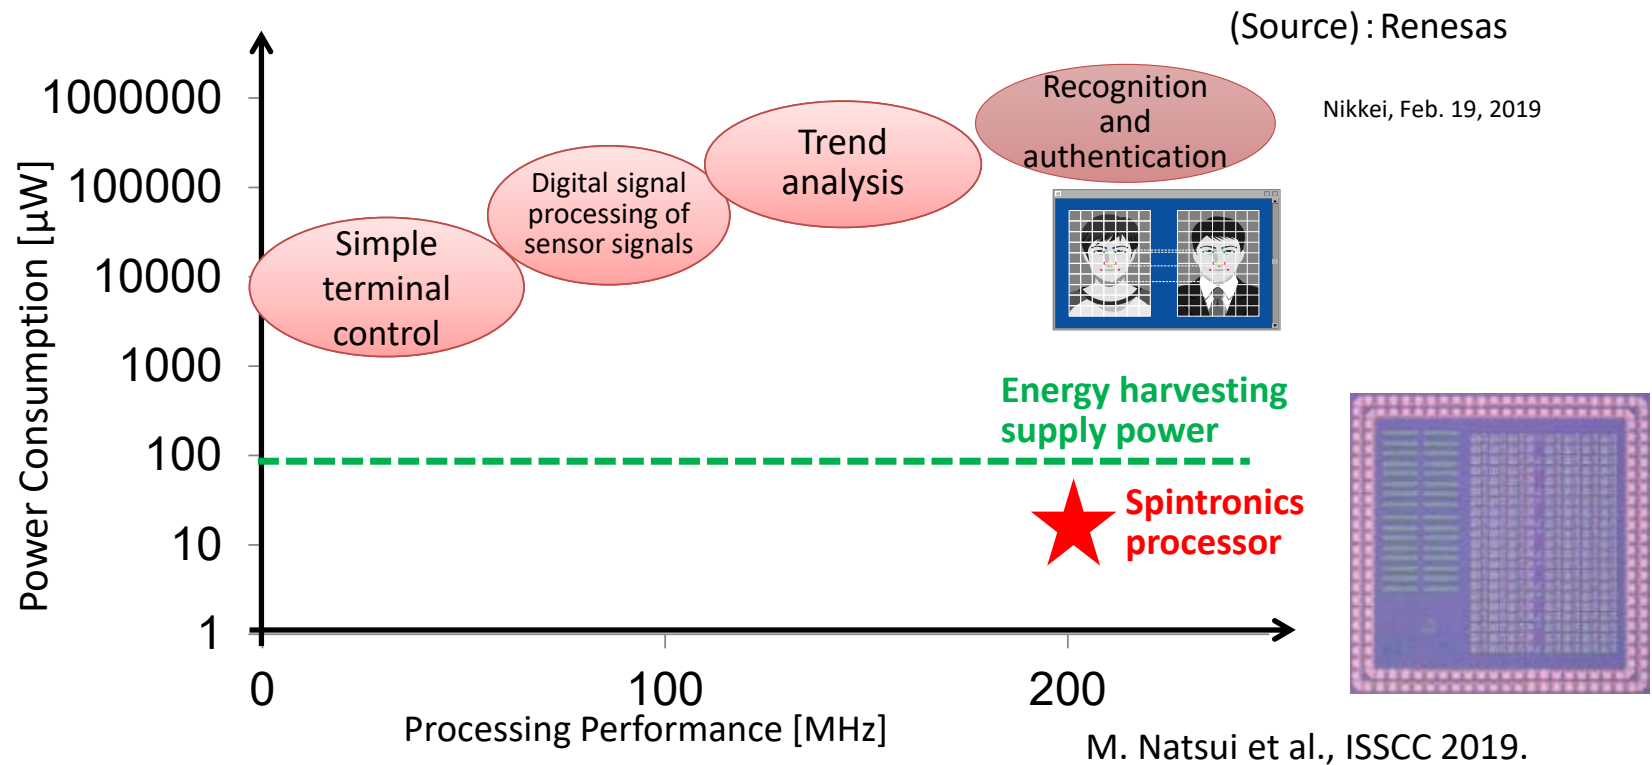 (Source) : Renesas
Nikkei, Feb. 19, 2019
Power Consumption [µW]
1000000
100000
10000
1000
100
10
1
Simple
terminal
control
Digital signal
processing of
sensor signals
Trend
analysis
Recognition
and
authentication
Energy harvesting
supply power
Spintronics
processor
0
100
200
Processing Performance [MHz]
M. Natsui et al., ISSCC 2019.